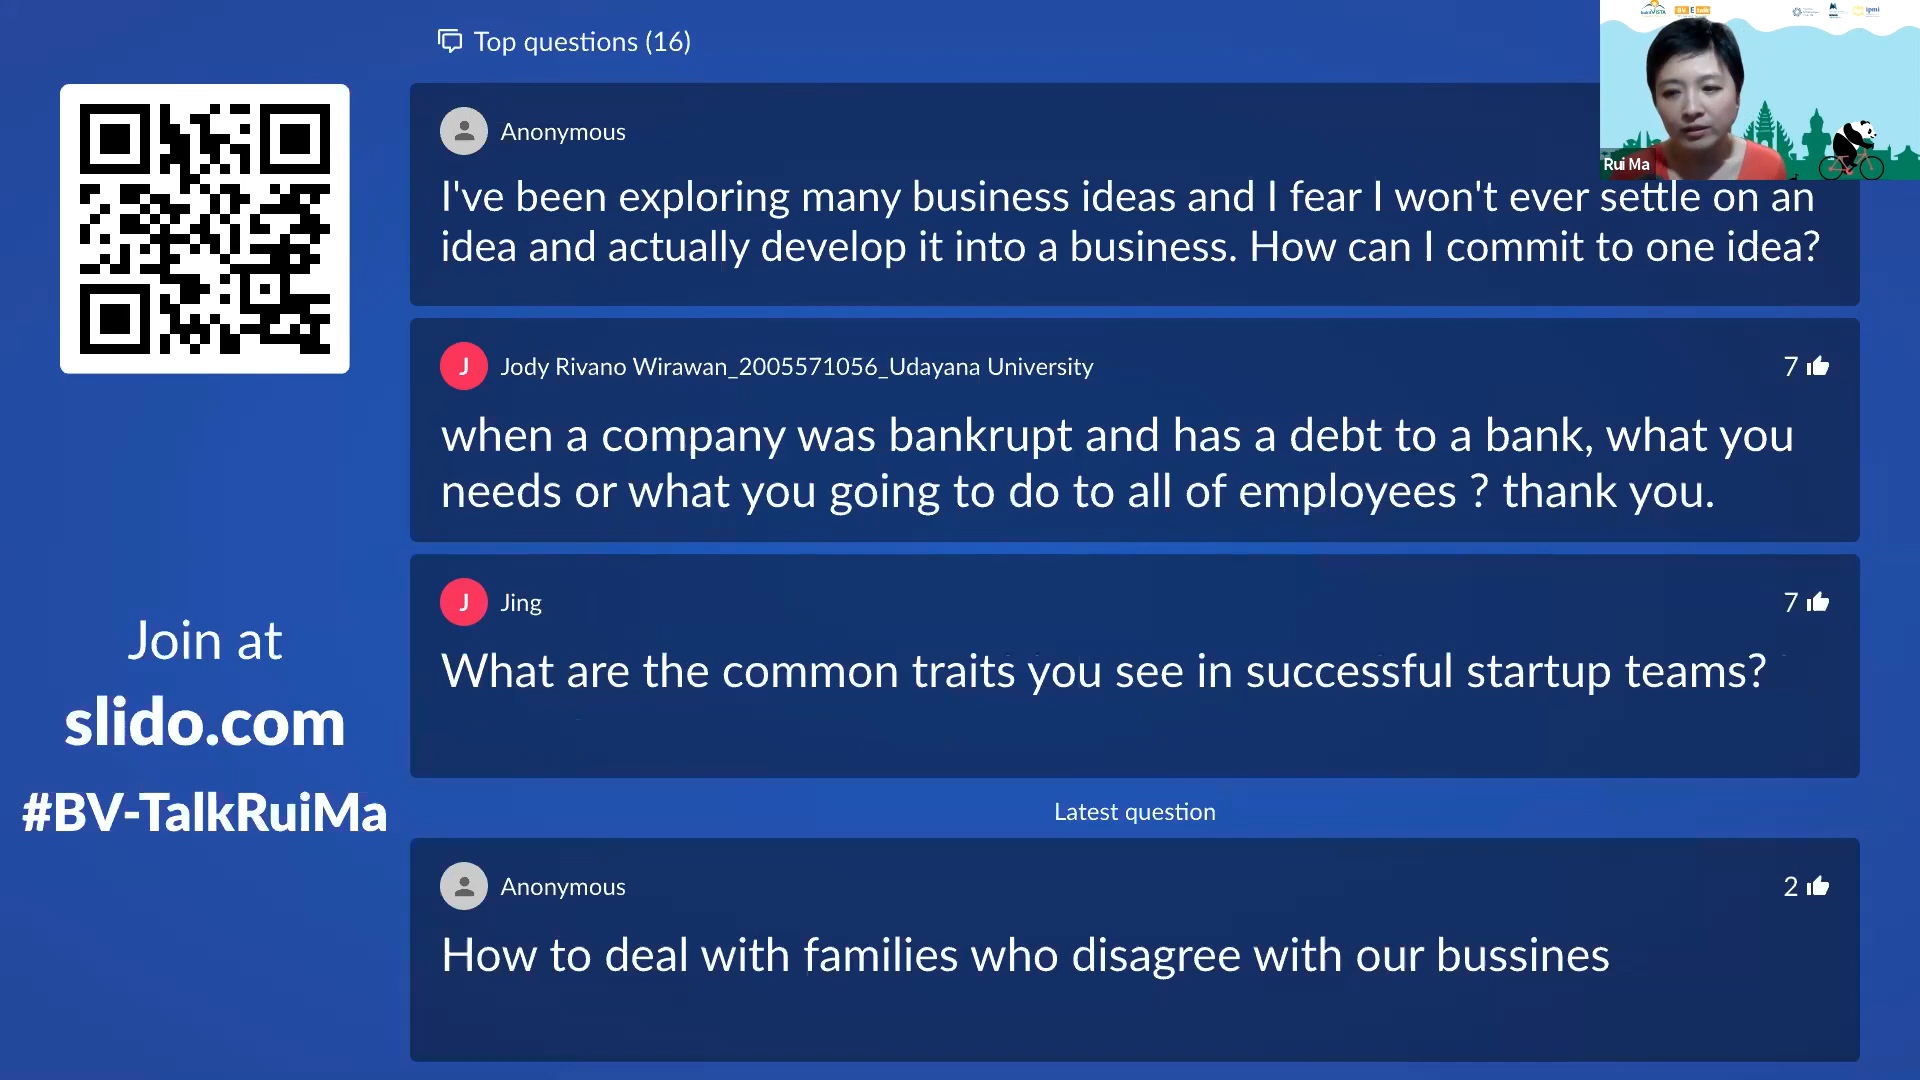 Top questions (16)
Anonymous
I've been exploring many business ideas and I fear I won't ever settle on an
idea and actually develop it into a business. How can I commit to one idea?
J
Jody Rivano Wirawan_2005571056_Udayana University
7
when a company was bankrupt and has a debt to a bank, what you
needs or what you going to do to all of employees ? thank you.
J
Jing
7
What are the common traits you see in successful startup teams?
Latest question
Anonymous
2
How to deal with families who disagree with our bussines
Join at
slido.com
#BV-TalkRuiMa
Rui Ma
ipmi